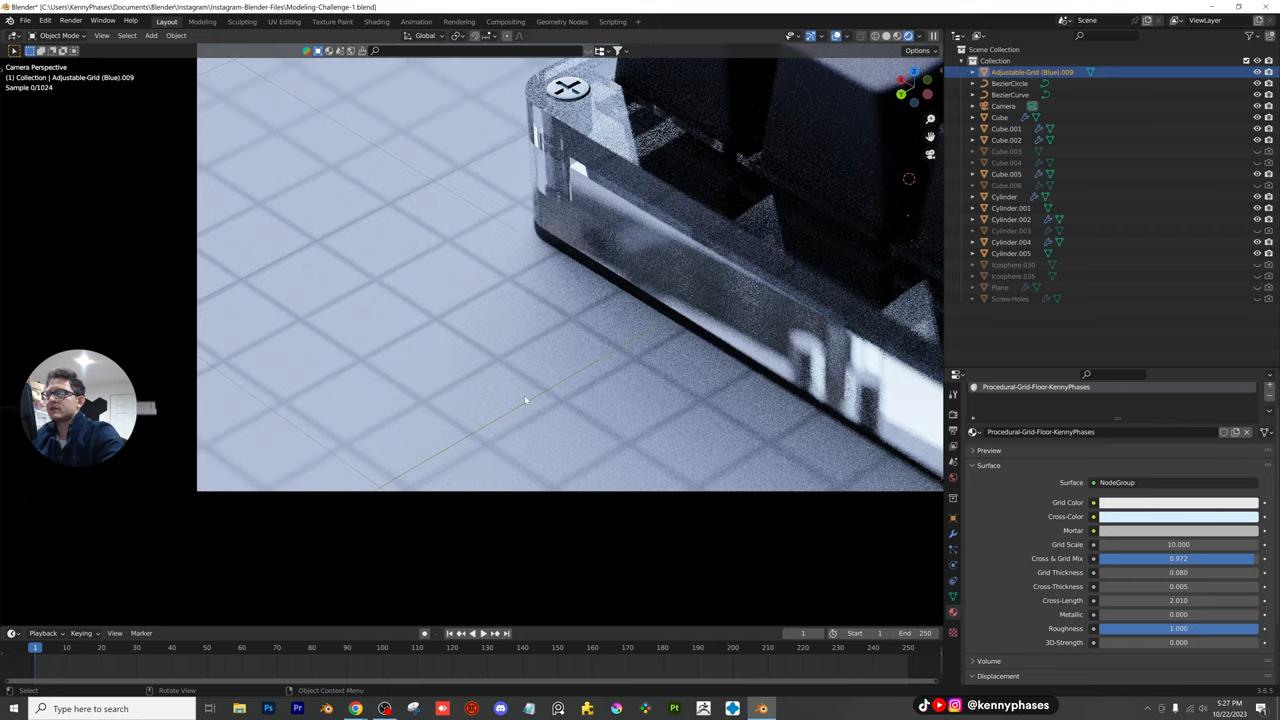 Blender* [C:\Users\KennyPhases\Documents\Blender\Instagram\Instagram-Blender-Files\Modeling-Challenge-1.blend]
File Edit Render Window Help Layout Modeling Sculpting UV Editing Texture Paint Shading Animation Rendering Compositing Geometry Nodes Scripting + Scene ViewLayer
Object Mode View Select Add Object Global
Options
Camera Perspective
(1) Collection | Adjustable-Grid (Blue).009
Sample 0/1024
Scene Collection
Collection
Adjustable-Grid (Blue).009
BezierCircle
BezierCurve
Camera
Cube
Cube.001
Cube.002
Cube.003
Cube.004
Cube.005
Cube.006
Cylinder
Cylinder.001
Cylinder.002
Cylinder.003
Cylinder.004
Cylinder.005
Icosphere.030
Icosphere.035
Plane
Screw-Holes
Procedural-Grid-Floor-KennyPhases
Procedural-Grid-Floor-KennyPhases
Preview
Surface
Surface NodeGroup
Grid Color
Cross-Color
Mortar
Grid Scale 10.000
Cross & Grid Mix 0.972
Grid Thickness 0.080
Cross-Thickness 0.005
Cross-Length 2.010
Metallic 0.000
Roughness 1.000
3D-Strength 0.000
Volume
Displacement
Playback Keying View Marker 1 Start 1 End 250
1 10 20 30 40 50 60 70 80 90 100 110 120 130 140 150 160 170 180 190 200 210 220 230 240 250
Select Rotate View Object Context Menu 3.6.5
Type here to search
@kennyphases
5:27 PM
10/22/2023